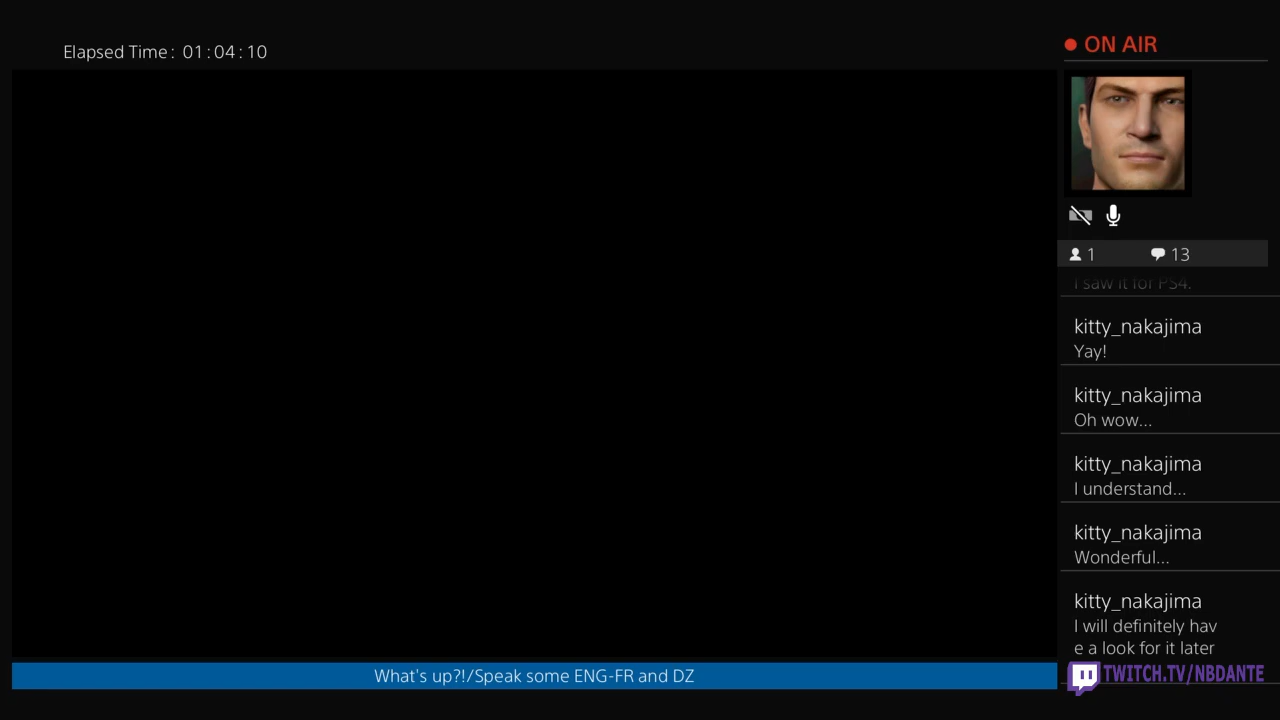 Elapsed Time: 01:04:10
ON AIR
1 13
I saw it for PS4.
kitty_nakajima
Yay!
kitty_nakajima
Oh wow...
kitty_nakajima
I understand...
kitty_nakajima
Wonderful...
kitty_nakajima
I will definitely hav
e a look for it later
What's up?!/Speak some ENG-FR and DZ
TWITCH.TV/NBDANTE